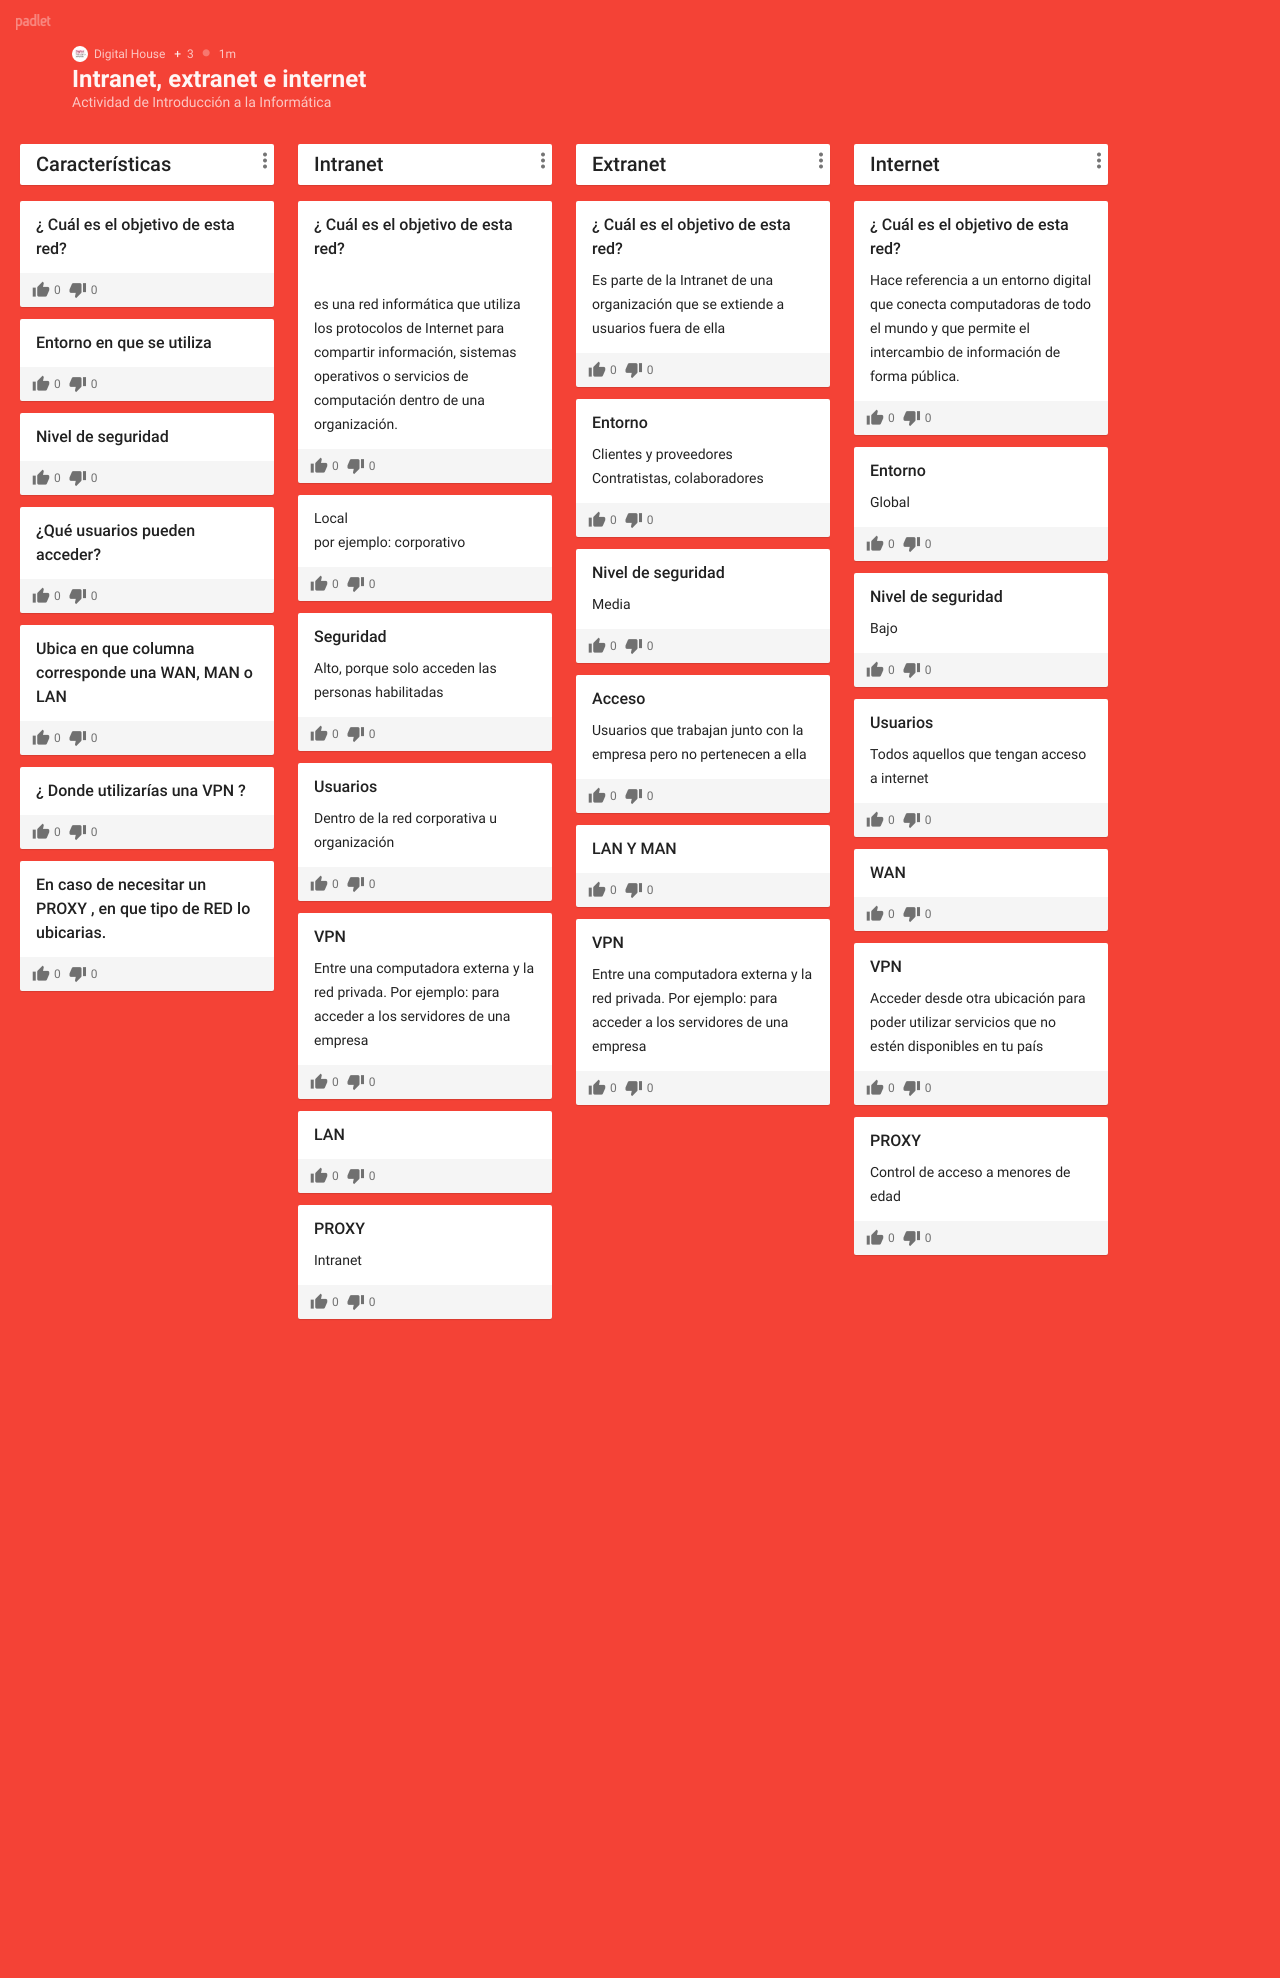 padlet
Digital House + 3 1m
Intranet, extranet e internet
Actividad de Introducción a la Informática
Características
¿ Cuál es el objetivo de esta
red?
0 0
Entorno en que se utiliza
0 0
Nivel de seguridad
0 0
¿Qué usuarios pueden
acceder?
0 0
Ubica en que columna
corresponde una WAN, MAN o
LAN
0 0
¿ Donde utilizarías una VPN ?
0 0
En caso de necesitar un
PROXY , en que tipo de RED lo
ubicarias.
0 0
Intranet
¿ Cuál es el objetivo de esta
red?
es una red informática que utiliza
los protocolos de Internet para
compartir información, sistemas
operativos o servicios de
computación dentro de una
organización.
0 0
Local
por ejemplo: corporativo
0 0
Seguridad
Alto, porque solo acceden las
personas habilitadas
0 0
Usuarios
Dentro de la red corporativa u
organización
0 0
VPN
Entre una computadora externa y la
red privada. Por ejemplo: para
acceder a los servidores de una
empresa
0 0
LAN
0 0
PROXY
Intranet
0 0
Extranet
¿ Cuál es el objetivo de esta
red?
Es parte de la Intranet de una
organización que se extiende a
usuarios fuera de ella
0 0
Entorno
Clientes y proveedores
Contratistas, colaboradores
0 0
Nivel de seguridad
Media
0 0
Acceso
Usuarios que trabajan junto con la
empresa pero no pertenecen a ella
0 0
LAN Y MAN
0 0
VPN
Entre una computadora externa y la
red privada. Por ejemplo: para
acceder a los servidores de una
empresa
0 0
Internet
¿ Cuál es el objetivo de esta
red?
Hace referencia a un entorno digital
que conecta computadoras de todo
el mundo y que permite el
intercambio de información de
forma pública.
0 0
Entorno
Global
0 0
Nivel de seguridad
Bajo
0 0
Usuarios
Todos aquellos que tengan acceso
a internet
0 0
WAN
0 0
VPN
Acceder desde otra ubicación para
poder utilizar servicios que no
estén disponibles en tu país
0 0
PROXY
Control de acceso a menores de
edad
0 0